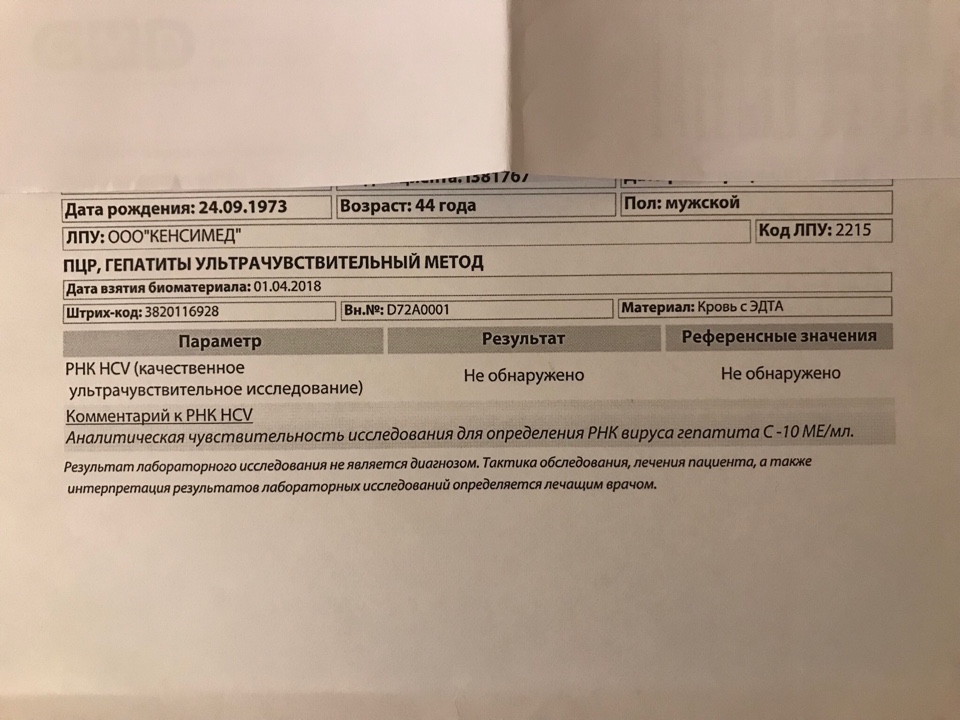 1381767
Дата рождения: 24.09.1973 Возраст: 44 года Пол: мужской
ЛПУ: ООО"КЕНСИМЕД" Код ЛПУ: 2215
ПЦР, ГЕПАТИТЫ УЛЬТРАЧУВСТВИТЕЛЬНЫЙ МЕТОД
Дата взятия биоматериала: 01.04.2018
Штрих-код: 3820116928 Вн.№: D72A0001 Материал: Кровь с ЭДТА
Параметр Результат Референсные значения
РНК HCV (качественное
ультрачувствительное исследование) Не обнаружено Не обнаружено
Комментарий к РНК HCV
Аналитическая чувствительность исследования для определения РНК вируса гепатита С -10 МЕ/мл.
Результат лабораторного исследования не является диагнозом. Тактика обследования, лечения пациента, а также
интерпретация результатов лабораторных исследований определяется лечащим врачом.